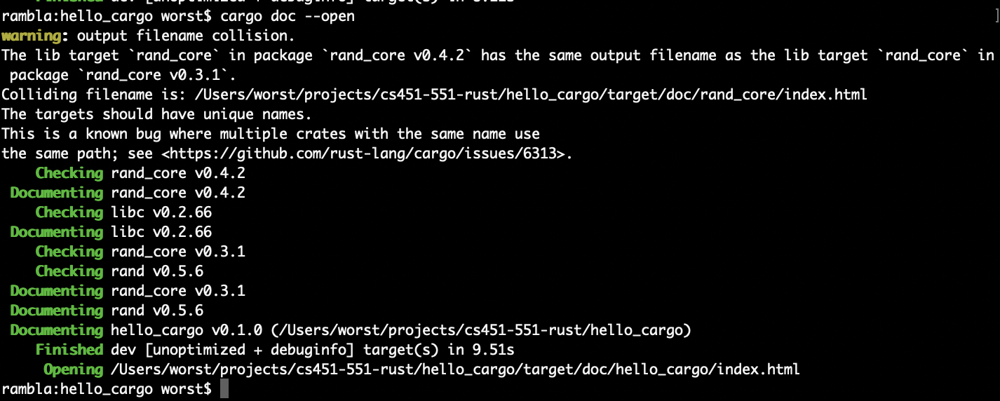 Finished dev [unoptimized + debuginfo] target(s) in
rambla:hello_cargo worst$ cargo doc --open ]
warning: output filename collision.
The lib target `rand_core` in package `rand_core v0.4.2` has the same output filename as the lib target `rand_core` in
package `rand_core v0.3.1`.
Colliding filename is: /Users/worst/projects/cs451-551-rust/hello_cargo/target/doc/rand_core/index.html
The targets should have unique names.
This is a known bug where multiple crates with the same name use
the same path; see <https://github.com/rust-lang/cargo/issues/6313>.
Checking rand_core v0.4.2
Documenting rand_core v0.4.2
Checking libc v0.2.66
Documenting libc v0.2.66
Checking rand_core v0.3.1
Checking rand v0.5.6
Documenting rand_core v0.3.1
Documenting rand v0.5.6
Documenting hello_cargo v0.1.0 (/Users/worst/projects/cs451-551-rust/hello_cargo)
Finished dev [unoptimized + debuginfo] target(s) in 9.51s
Opening /Users/worst/projects/cs451-551-rust/hello_cargo/target/doc/hello_cargo/index.html
rambla:hello_cargo worst$